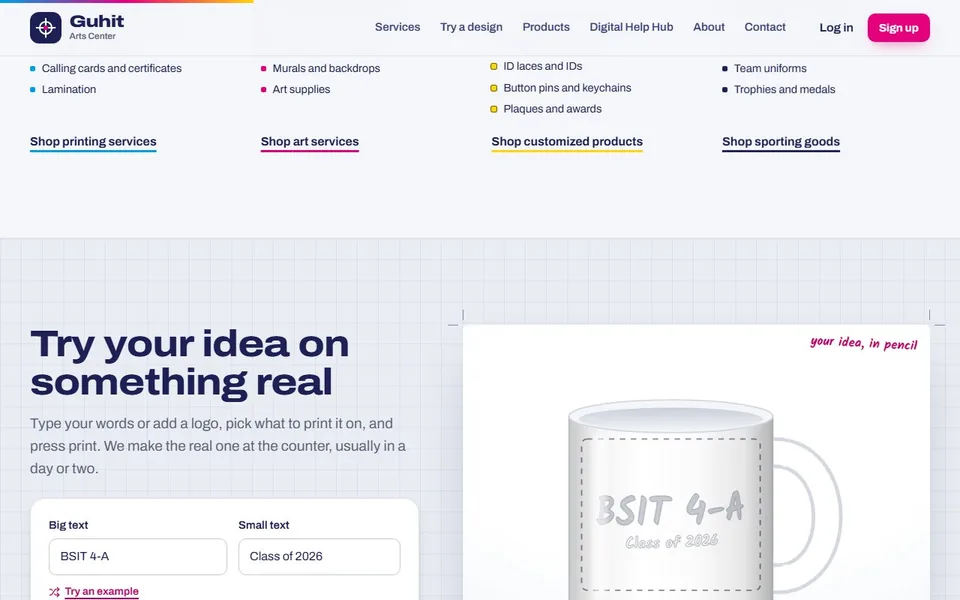 Guhit
Arts Center
Services
Try a design
Products
Digital Help Hub
About
Contact
Log in
Sign up
Calling cards and certificates
Lamination
Shop printing services
Murals and backdrops
Art supplies
Shop art services
ID laces and IDs
Button pins and keychains
Plaques and awards
Shop customized products
Team uniforms
Trophies and medals
Shop sporting goods
Try your idea on
something real
Type your words or add a logo, pick what to print it on, and
press print. We make the real one at the counter, usually in a
day or two.
Big text
Small text
BSIT 4-A
Class of 2026
Try an example
your idea, in pencil
BSIT 4-A
Class of 2026